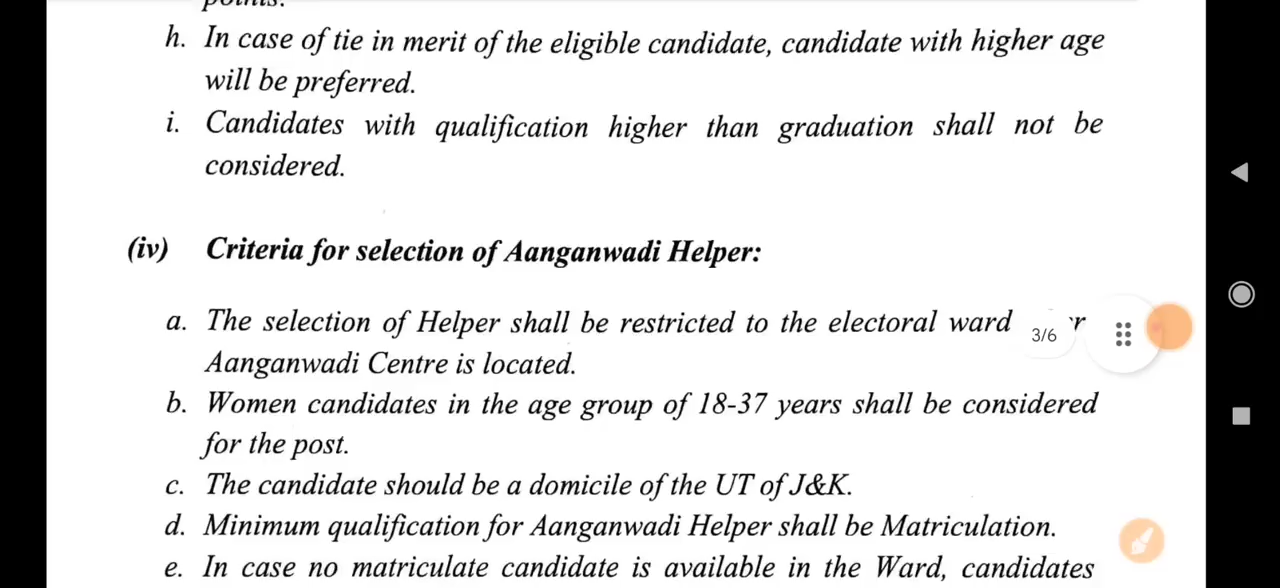 h. In case of tie in merit of the eligible candidate, candidate with higher age
will be preferred.
i. Candidates with qualification higher than graduation shall not be
considered.
(iv) Criteria for selection of Aanganwadi Helper:
a. The selection of Helper shall be restricted to the electoral ward
3/6
Aanganwadi Centre is located.
b. Women candidates in the age group of 18-37 years shall be considered
for the post.
c. The candidate should be a domicile of the UT of J&K.
d. Minimum qualification for Aanganwadi Helper shall be Matriculation.
e. In case no matriculate candidate is available in the Ward, candidates